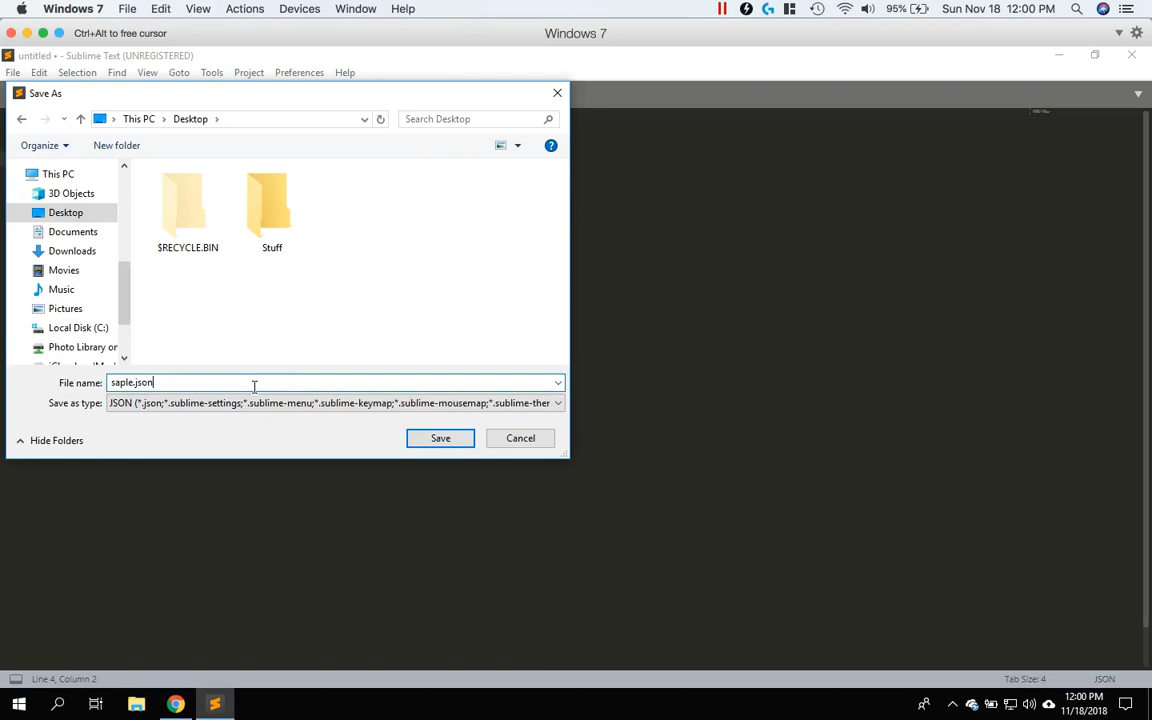 Windows 7 File Edit View Actions Devices Window Help 95% Sun Nov 18 12:00 PM
Ctrl+Alt to free cursor Windows 7
untitled • - Sublime Text (UNREGISTERED)
File Edit Selection Find View Goto Tools Project Preferences Help
Save As
This PC Desktop Search Desktop
Organize New folder
This PC
3D Objects
Desktop
Documents
Downloads
Movies
Music
Pictures
Local Disk (C:)
Photo Library on
$RECYCLE.BIN Stuff
File name: saple.json
Save as type: JSON (*.json;*.sublime-settings;*.sublime-menu;*.sublime-keymap;*.sublime-mousemap;*.sublime-ther
Hide Folders Save Cancel
Line 4, Column 2 Tab Size: 4 JSON
12:00 PM
11/18/2018